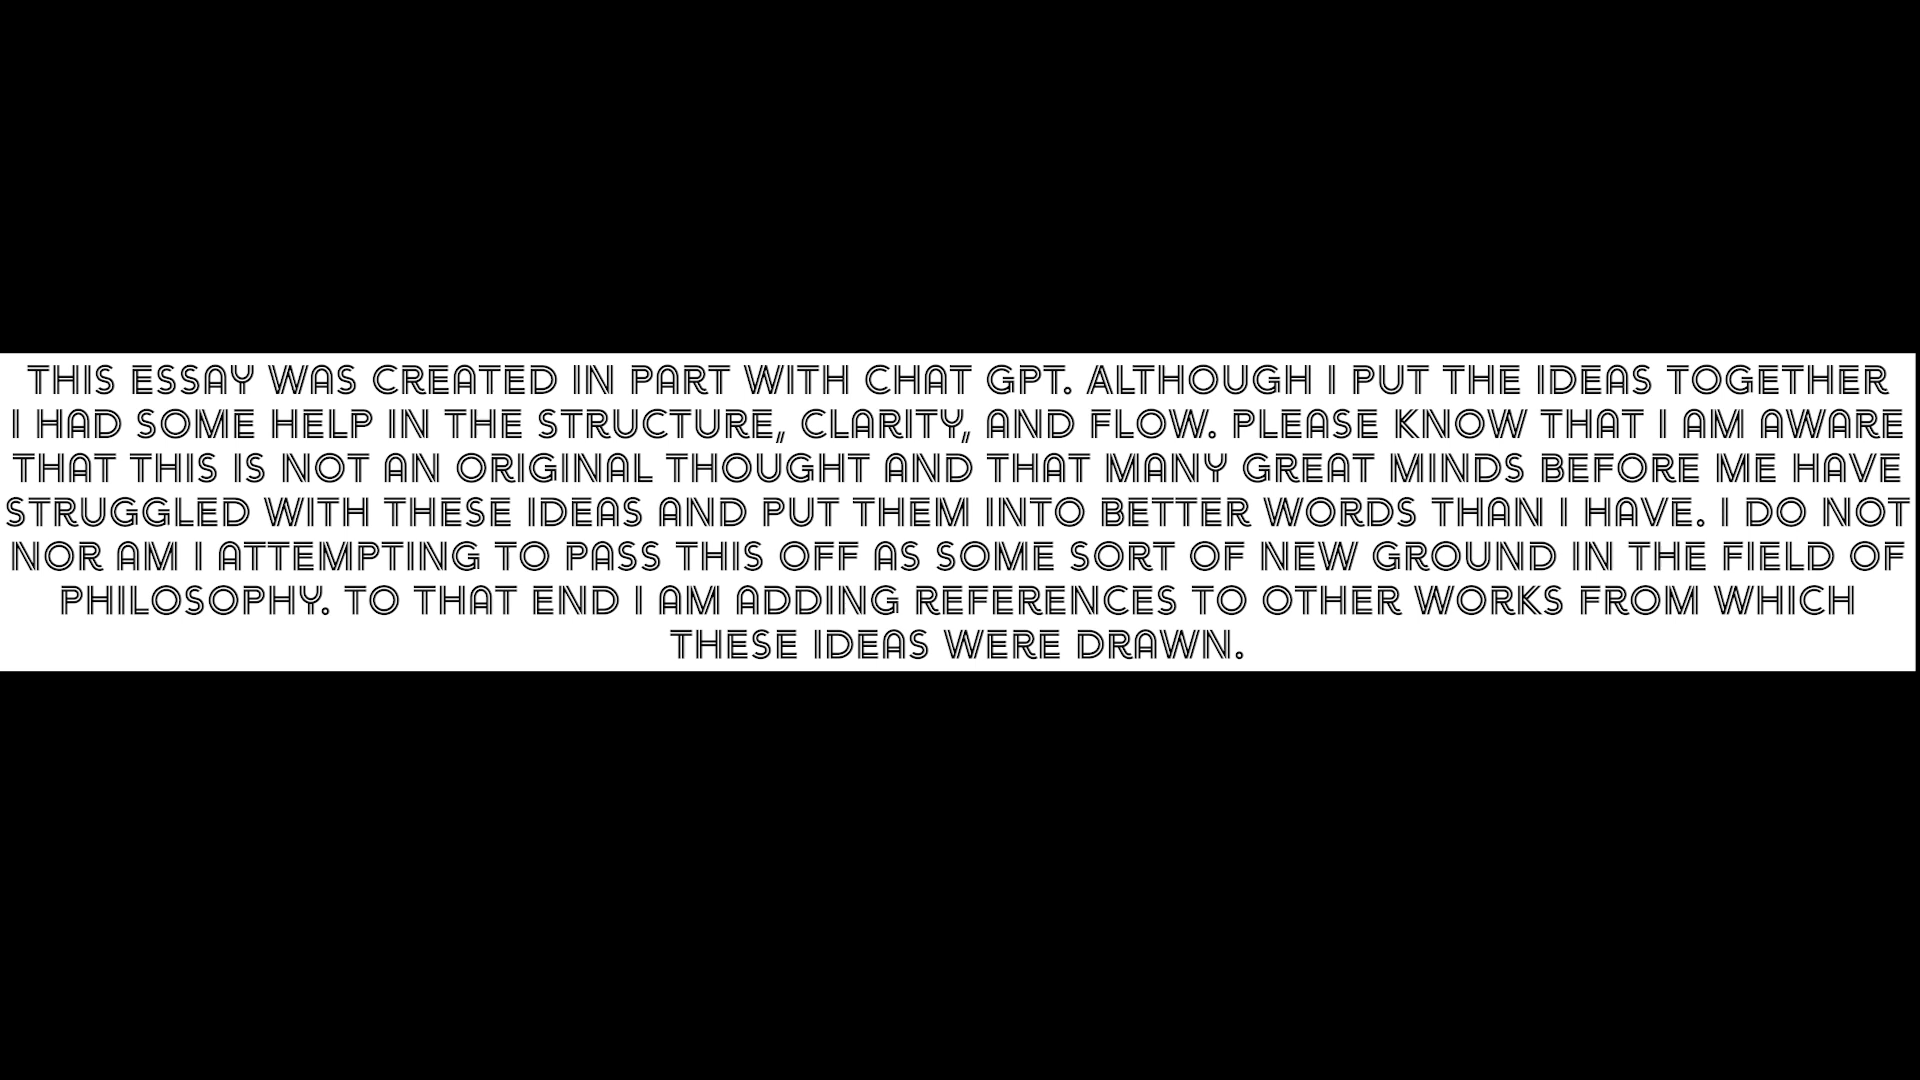 THIS ESSAY WAS CREATED IN PART WITH CHAT GPT. ALTHOUGH I PUT THE IDEAS TOGETHER
I HAD SOME HELP IN THE STRUCTURE, CLARITY, AND FLOW. PLEASE KNOW THAT I AM AWARE
THAT THIS IS NOT AN ORIGINAL THOUGHT AND THAT MANY GREAT MINDS BEFORE ME HAVE
STRUGGLED WITH THESE IDEAS AND PUT THEM INTO BETTER WORDS THAN I HAVE. I DO NOT
NOR AM I ATTEMPTING TO PASS THIS OFF AS SOME SORT OF NEW GROUND IN THE FIELD OF
PHILOSOPHY. TO THAT END I AM ADDING REFERENCES TO OTHER WORKS FROM WHICH
THESE IDEAS WERE DRAWN.